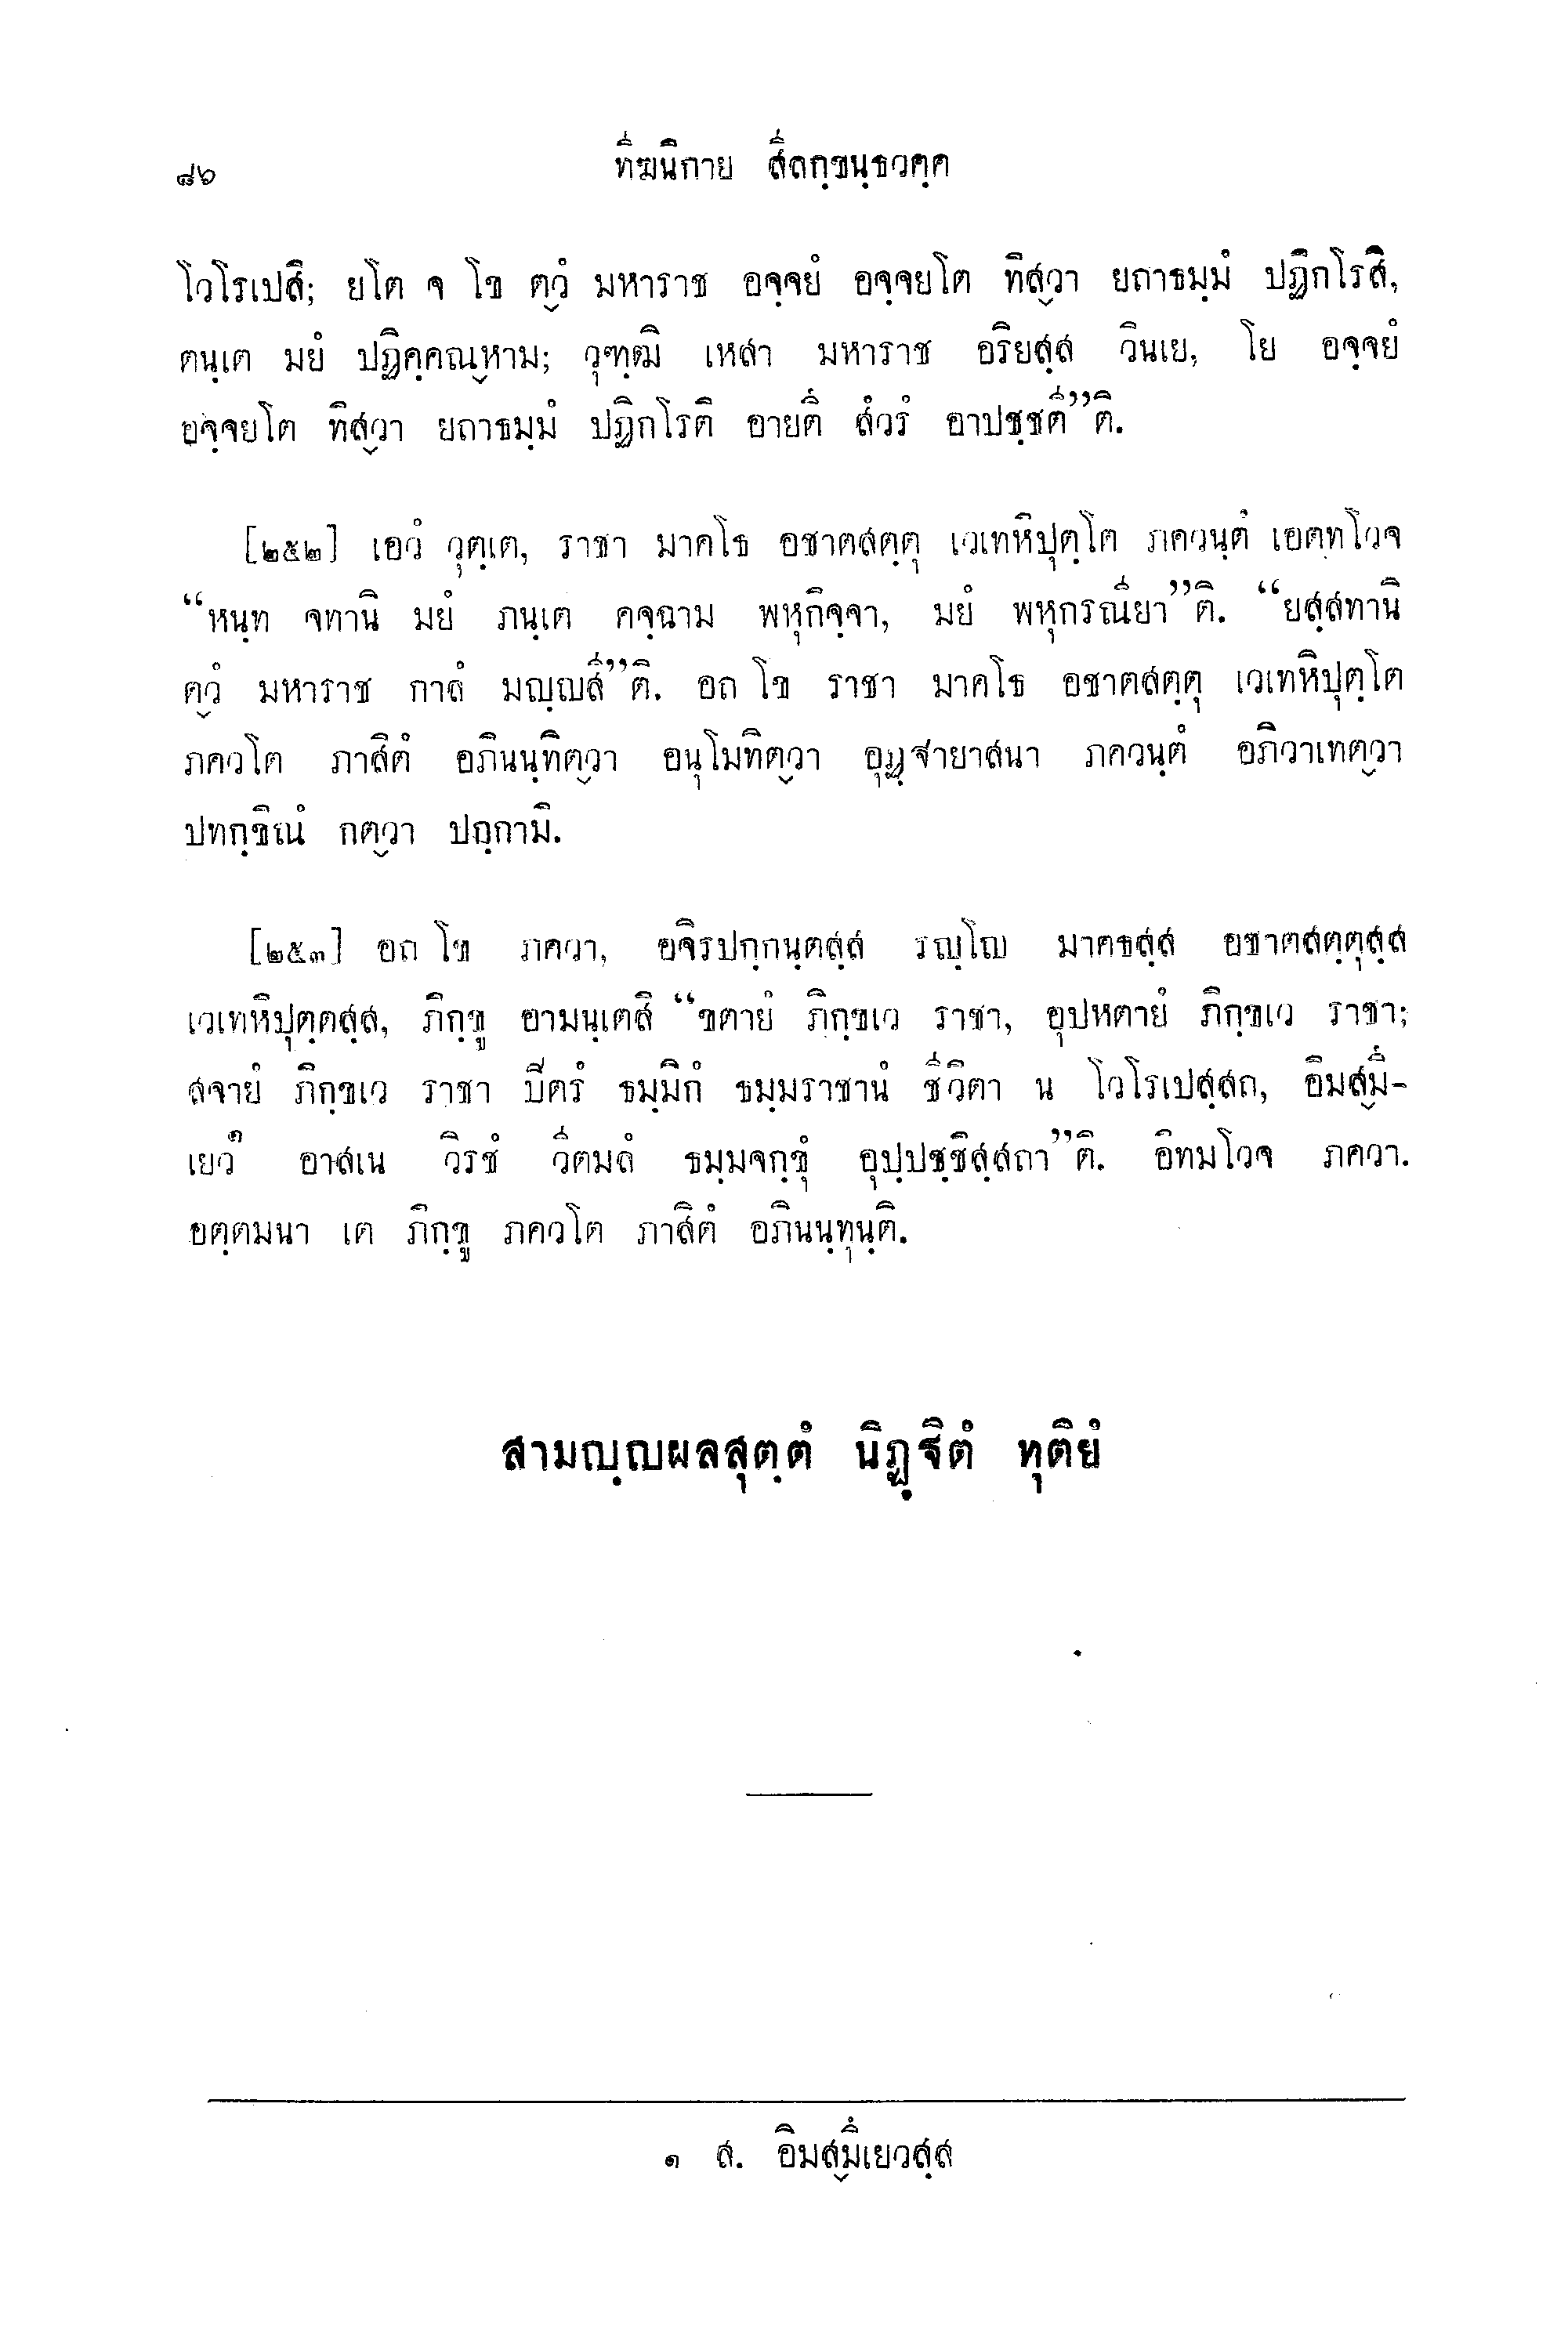 ๘๖ ทีฆนิกาย สีลกฺขนฺธวคฺค
โวโรเปสิ; ยโต จ โข ตฺวํ มหาราช อจฺจยํ อจฺจยโต ทิสฺวา ยถาธมฺมํ ปฏิกโรสิ,
ตนฺเต มยํ ปฏิคฺคณฺหาม; วุฑฺฒิ เหสา มหาราช อริยสฺส วินเย, โย อจฺจยํ
อจฺจยโต ทิสฺวา ยถาธมฺมํ ปฏิกโรติ อายตึ สํวรํ อาปชฺชตี”ติ.
[๒๕๒] เอวํ วุตฺเต, ราชา มาคโธ อชาตสตฺตุ เวเทหิปุตฺโต ภควนฺตํ เอตทโวจ
“หนฺท จทานิ มยํ ภนฺเต คจฺฉาม พหุกิจฺจา, มยํ พหุกรณียา”ติ. “ยสฺสทานิ
ตฺวํ มหาราช กาลํ มญฺญสี”ติ. อถ โข ราชา มาคโธ อชาตสตฺตุ เวเทหิปุตฺโต
ภควโต ภาสิตํ อภินนฺทิตฺวา อนุโมทิตฺวา อุฏฺฐายาสนา ภควนฺตํ อภิวาเทตฺวา
ปทกฺขิณํ กตฺวา ปกฺกามิ.
[๒๕๓] อถ โข ภควา, อจิรปกฺกนฺตสฺส รญฺโญ มาคธสฺส อชาตสตฺตุสฺส
เวเทหิปุตฺตสฺส, ภิกฺขู อามนฺเตสิ “ขตายํ ภิกฺขเว ราชา, อุปหตายํ ภิกฺขเว ราชา;
สจายํ ภิกฺขเว ราชา ปิตรํ ธมฺมิกํ ธมฺมราชานํ ชีวิตา น โวโรเปสฺสถ, อิมสฺมึ-
เยว๑ อาสเน วิรชํ วีตมลํ ธมฺมจกฺขุํ อุปฺปชฺชิสฺสถา”ติ. อิทมโวจ ภควา.
อตฺตมนา เต ภิกฺขู ภควโต ภาสิตํ อภินนฺทุนฺติ.
สามญฺญผลสุตฺตํ นิฏฺฐิตํ ทุติยํ
๑ ส. อิมสฺมึเยวสฺส